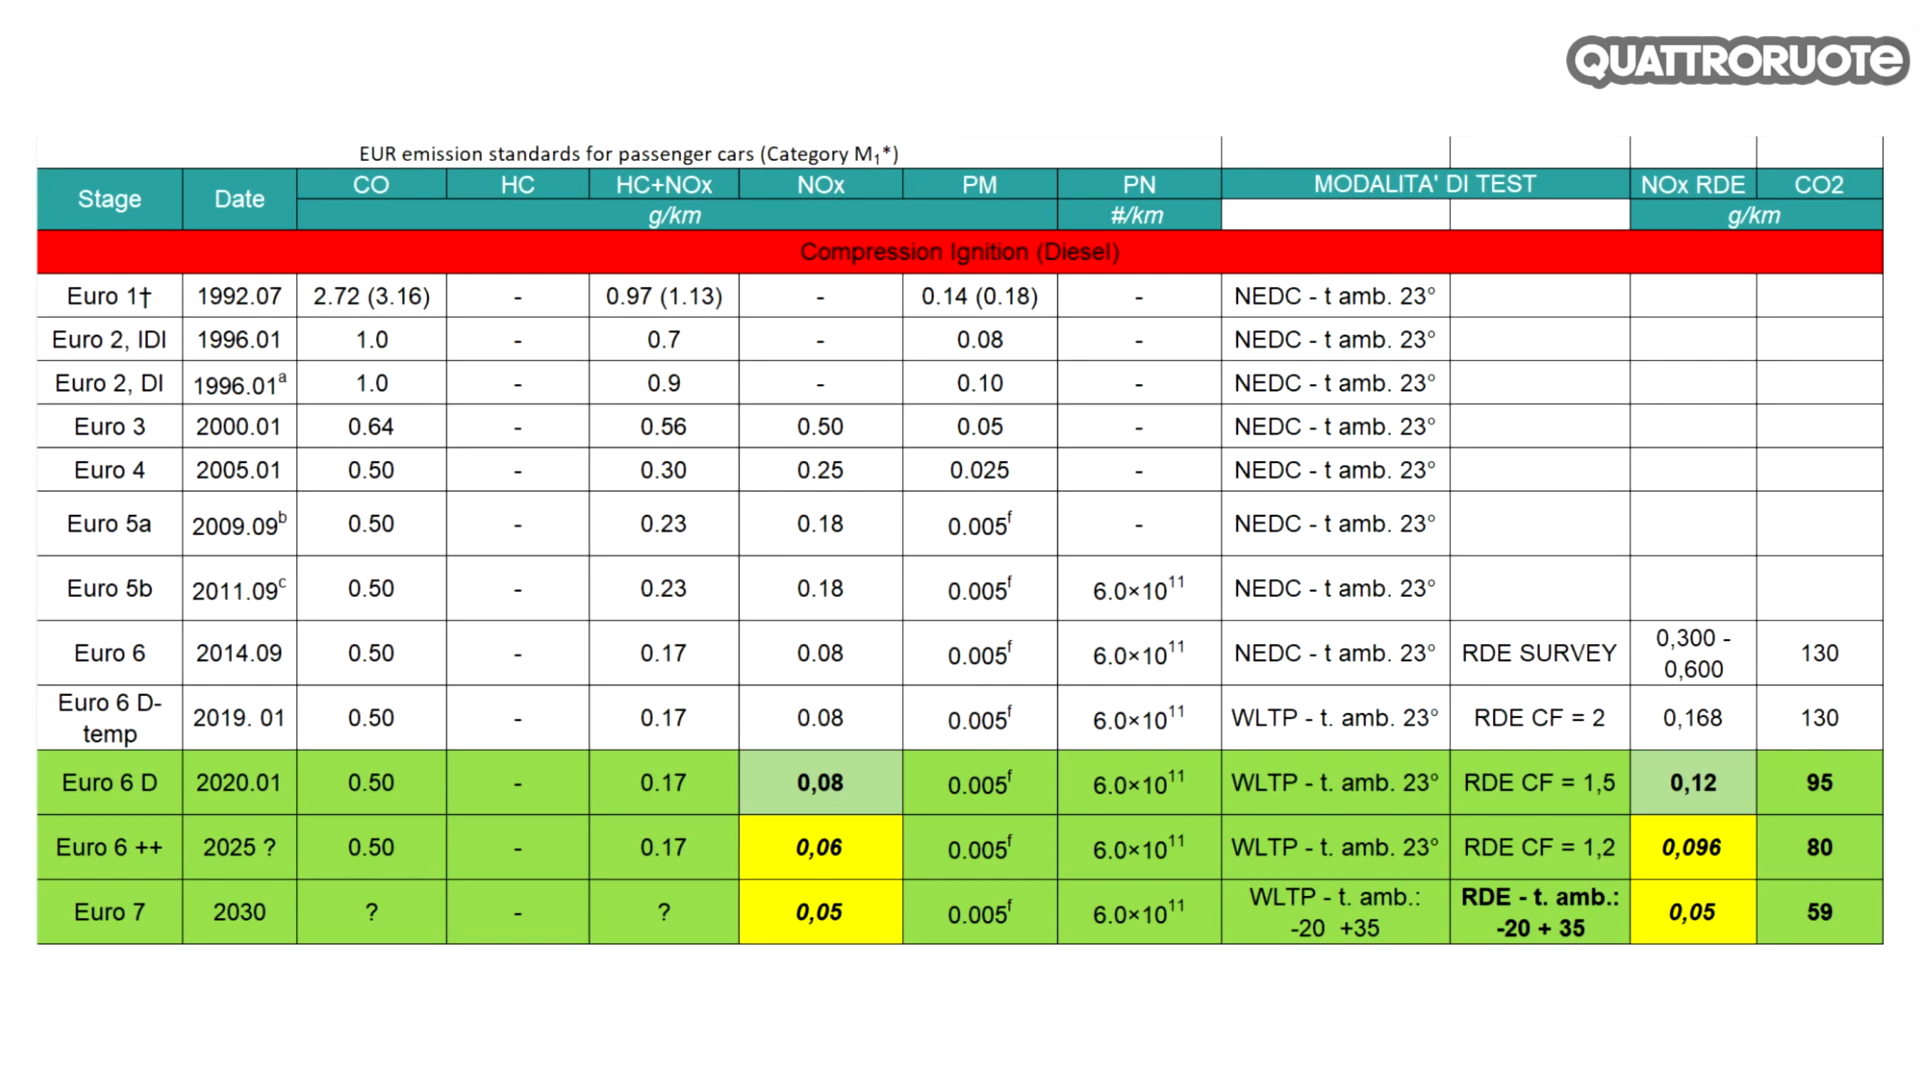 QUATTRORUOTe
EUR emission standards for passenger cars (Category M₁*)
Stage Date CO HC HC+NOx NOx PM PN MODALITA' DI TEST NOx RDE CO2
g/km #/km g/km
Compression Ignition (Diesel)
Euro 1† 1992.07 2.72 (3.16) - 0.97 (1.13) - 0.14 (0.18) - NEDC - t amb. 23°
Euro 2, IDI 1996.01 1.0 - 0.7 - 0.08 - NEDC - t amb. 23°
Euro 2, DI 1996.01ᵃ 1.0 - 0.9 - 0.10 - NEDC - t amb. 23°
Euro 3 2000.01 0.64 - 0.56 0.50 0.05 - NEDC - t amb. 23°
Euro 4 2005.01 0.50 - 0.30 0.25 0.025 - NEDC - t amb. 23°
Euro 5a 2009.09ᵇ 0.50 - 0.23 0.18 0.005ᶠ - NEDC - t amb. 23°
Euro 5b 2011.09ᶜ 0.50 - 0.23 0.18 0.005ᶠ 6.0×10¹¹ NEDC - t amb. 23°
Euro 6 2014.09 0.50 - 0.17 0.08 0.005ᶠ 6.0×10¹¹ NEDC - t amb. 23° RDE SURVEY 0,300 - 0,600 130
Euro 6 D-temp 2019. 01 0.50 - 0.17 0.08 0.005ᶠ 6.0×10¹¹ WLTP - t. amb. 23° RDE CF = 2 0,168 130
Euro 6 D 2020.01 0.50 - 0.17 0,08 0.005ᶠ 6.0×10¹¹ WLTP - t. amb. 23° RDE CF = 1,5 0,12 95
Euro 6 ++ 2025 ? 0.50 - 0.17 0,06 0.005ᶠ 6.0×10¹¹ WLTP - t. amb. 23° RDE CF = 1,2 0,096 80
Euro 7 2030 ? - ? 0,05 0.005ᶠ 6.0×10¹¹ WLTP - t. amb.: -20 +35 RDE - t. amb.: -20 + 35 0,05 59